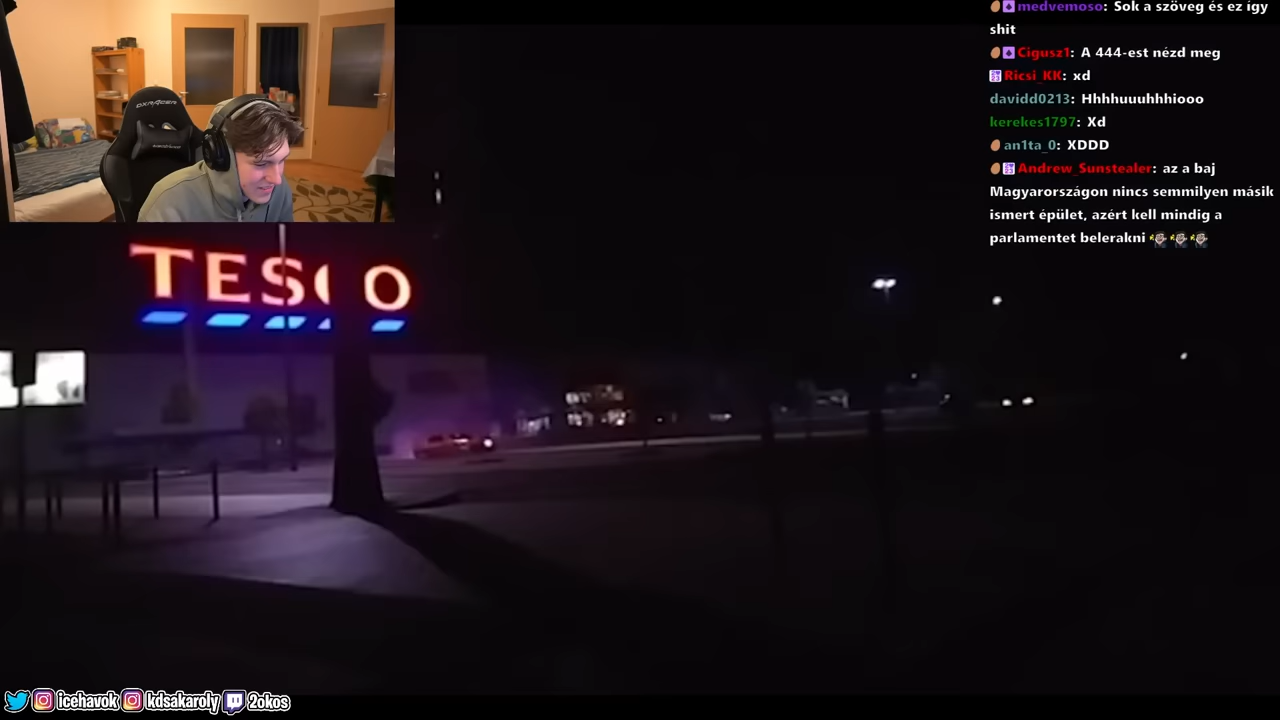 medvemoso: Sok a szöveg és ez így
shit
Cigusz1: A 444-est nézd meg
Ricsi_KK: xd
davidd0213: Hhhhuuuhhhiooo
kerekes1797: Xd
an1ta_0: XDDD
Andrew_Sunstealer: az a baj
Magyarországon nincs semmilyen másik
ismert épület, azért kell mindig a
parlamentet belerakni
DXRACER
TESCO
icehavok kdsakaroly 2okos